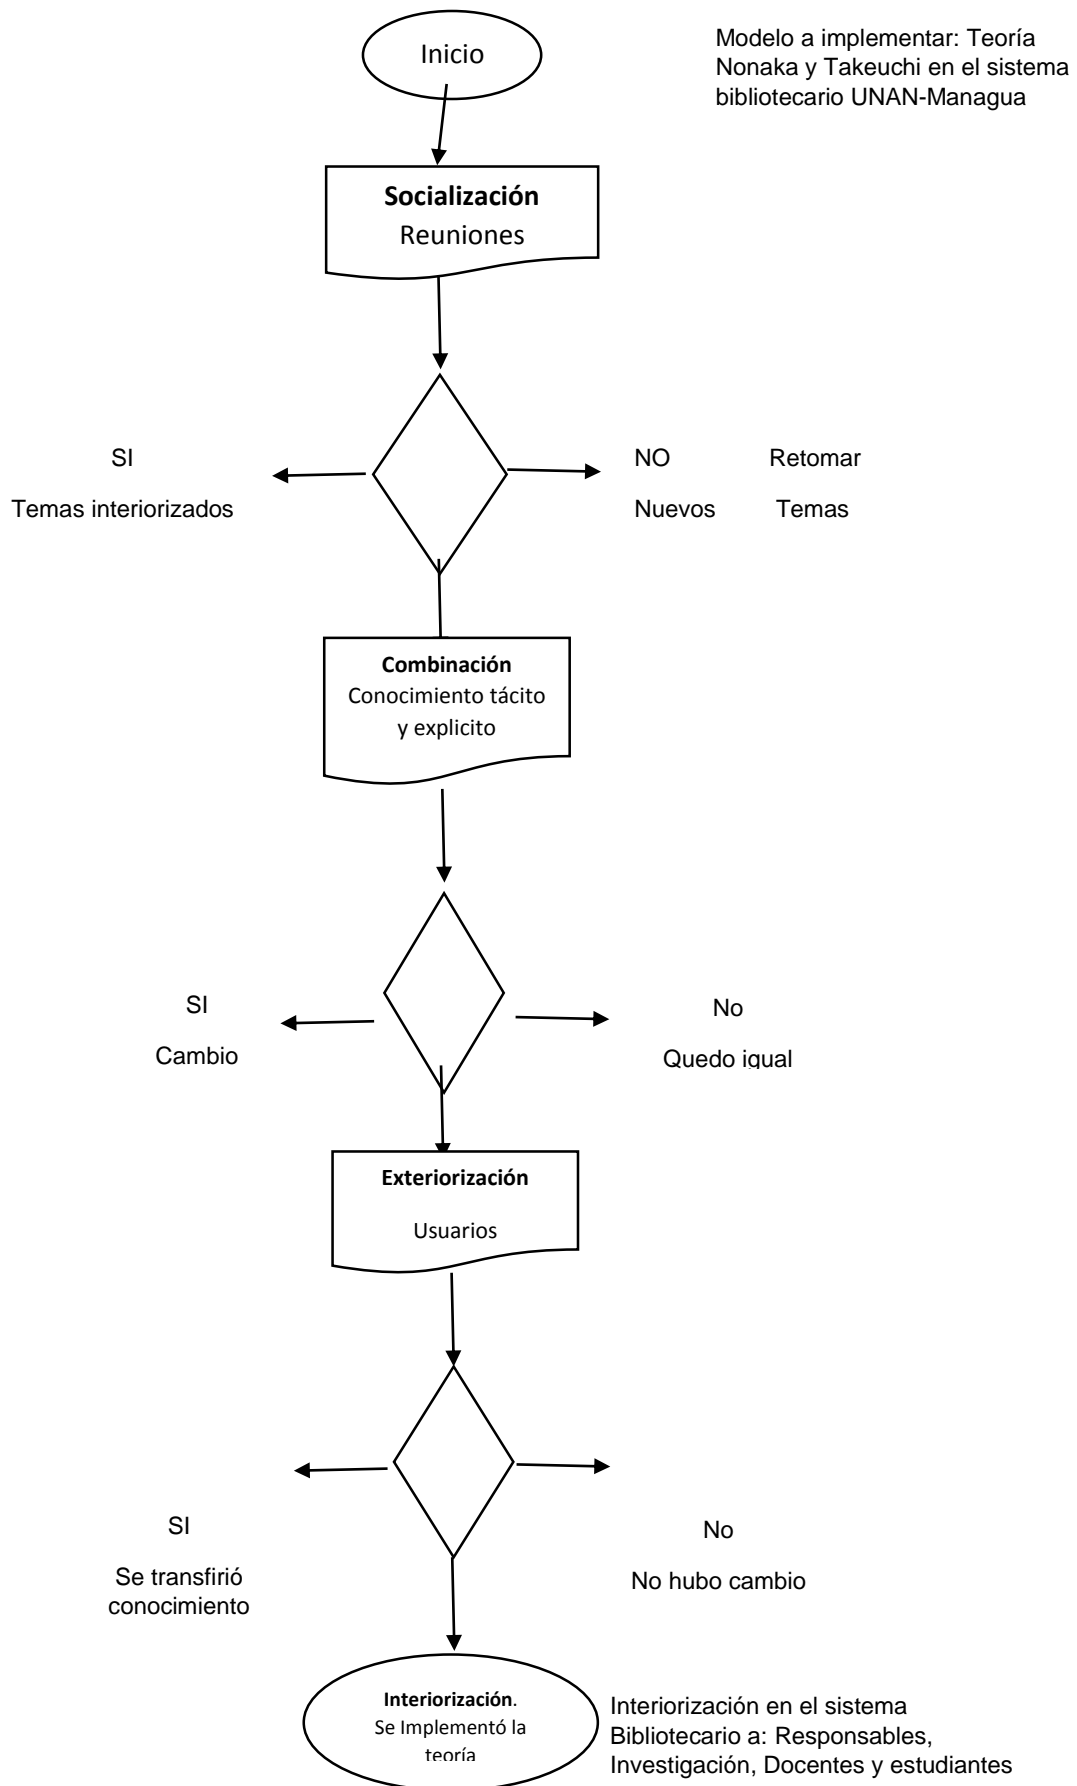 Inicio
Modelo a implementar: Teoría
Nonaka y Takeuchi en el sistema
bibliotecario UNAN-Managua
Socialización
Reuniones
SI
NO Retomar
Temas interiorizados
Nuevos Temas
Combinación
Conocimiento tácito
y explicito
SI
No
Cambio
Quedo igual
Exteriorización
Usuarios
SI
No
Se transfirió
conocimiento
No hubo cambio
Interiorización.
Se Implementó la
teoría
Interiorización en el sistema
Bibliotecario a: Responsables,
Investigación, Docentes y estudiantes